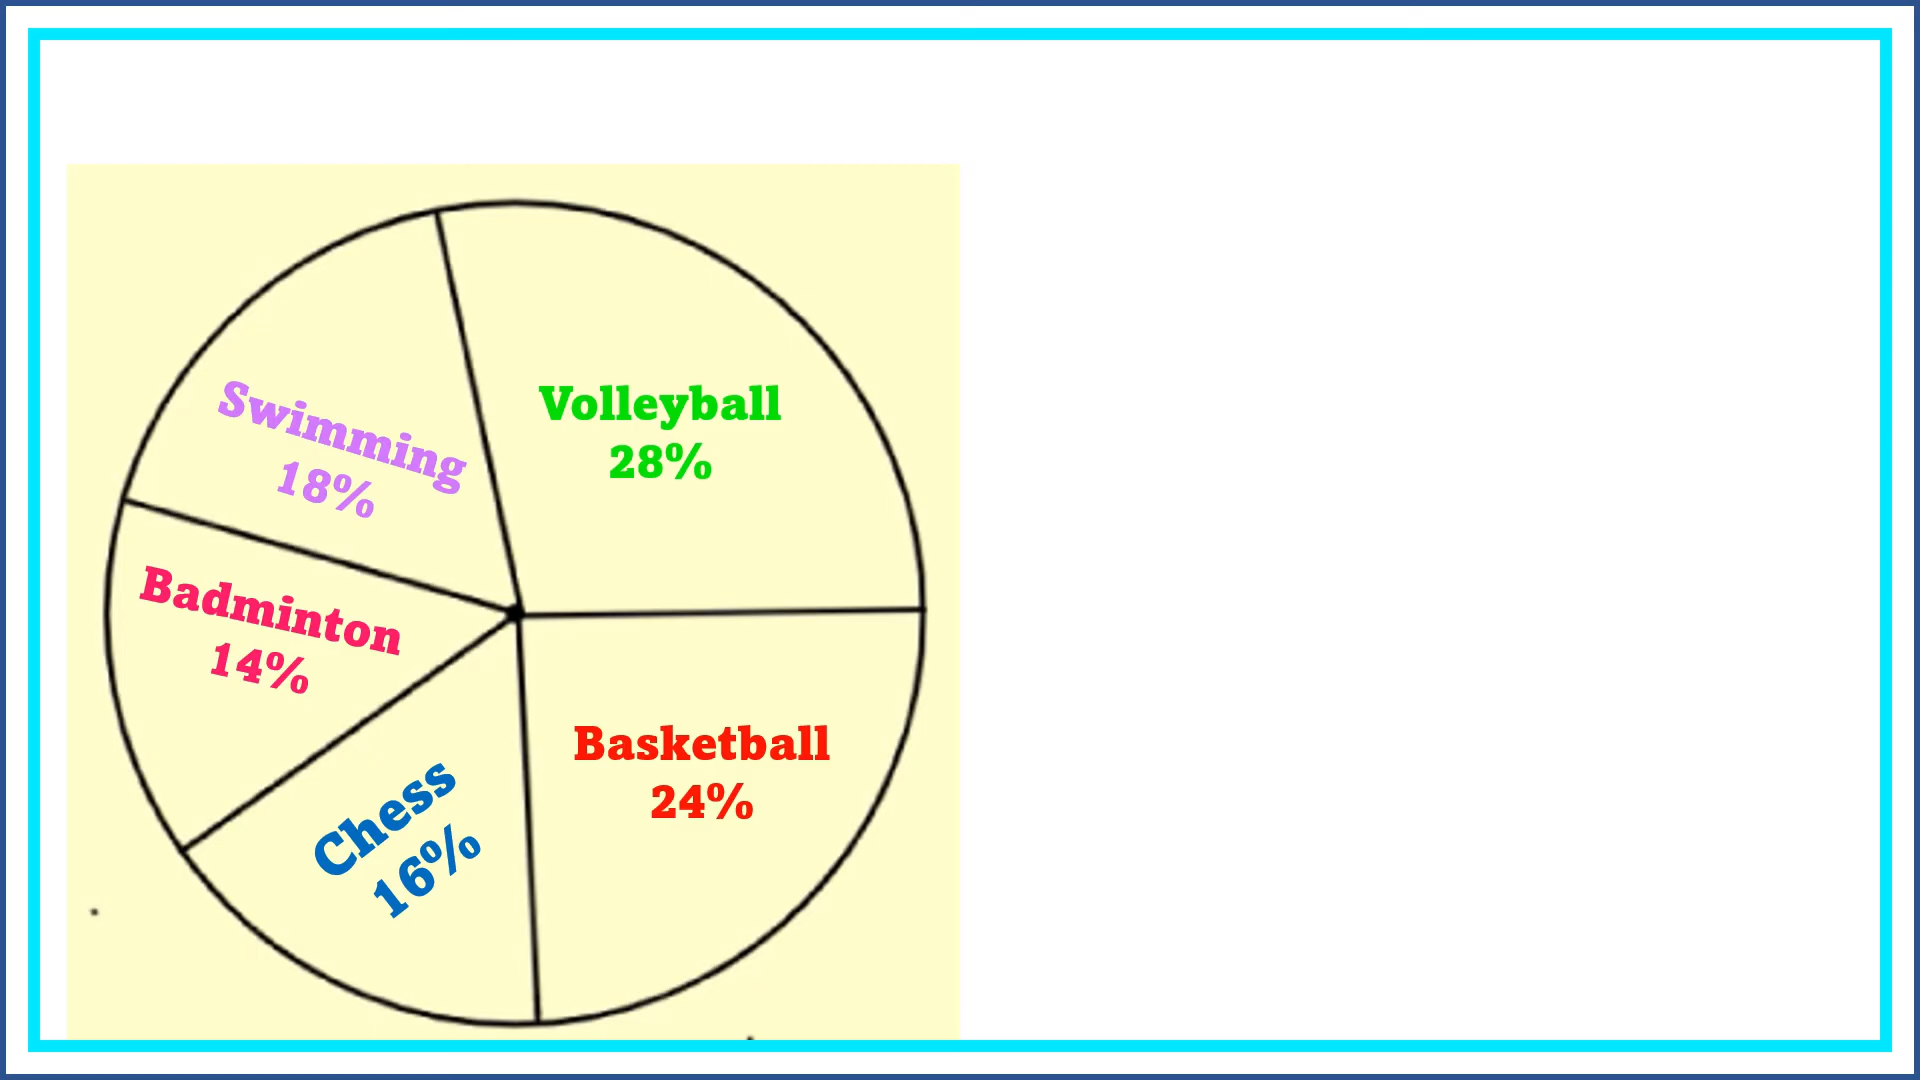 Volleyball
28%
Swimming
18%
Badminton
14%
Basketball
24%
Chess
16%